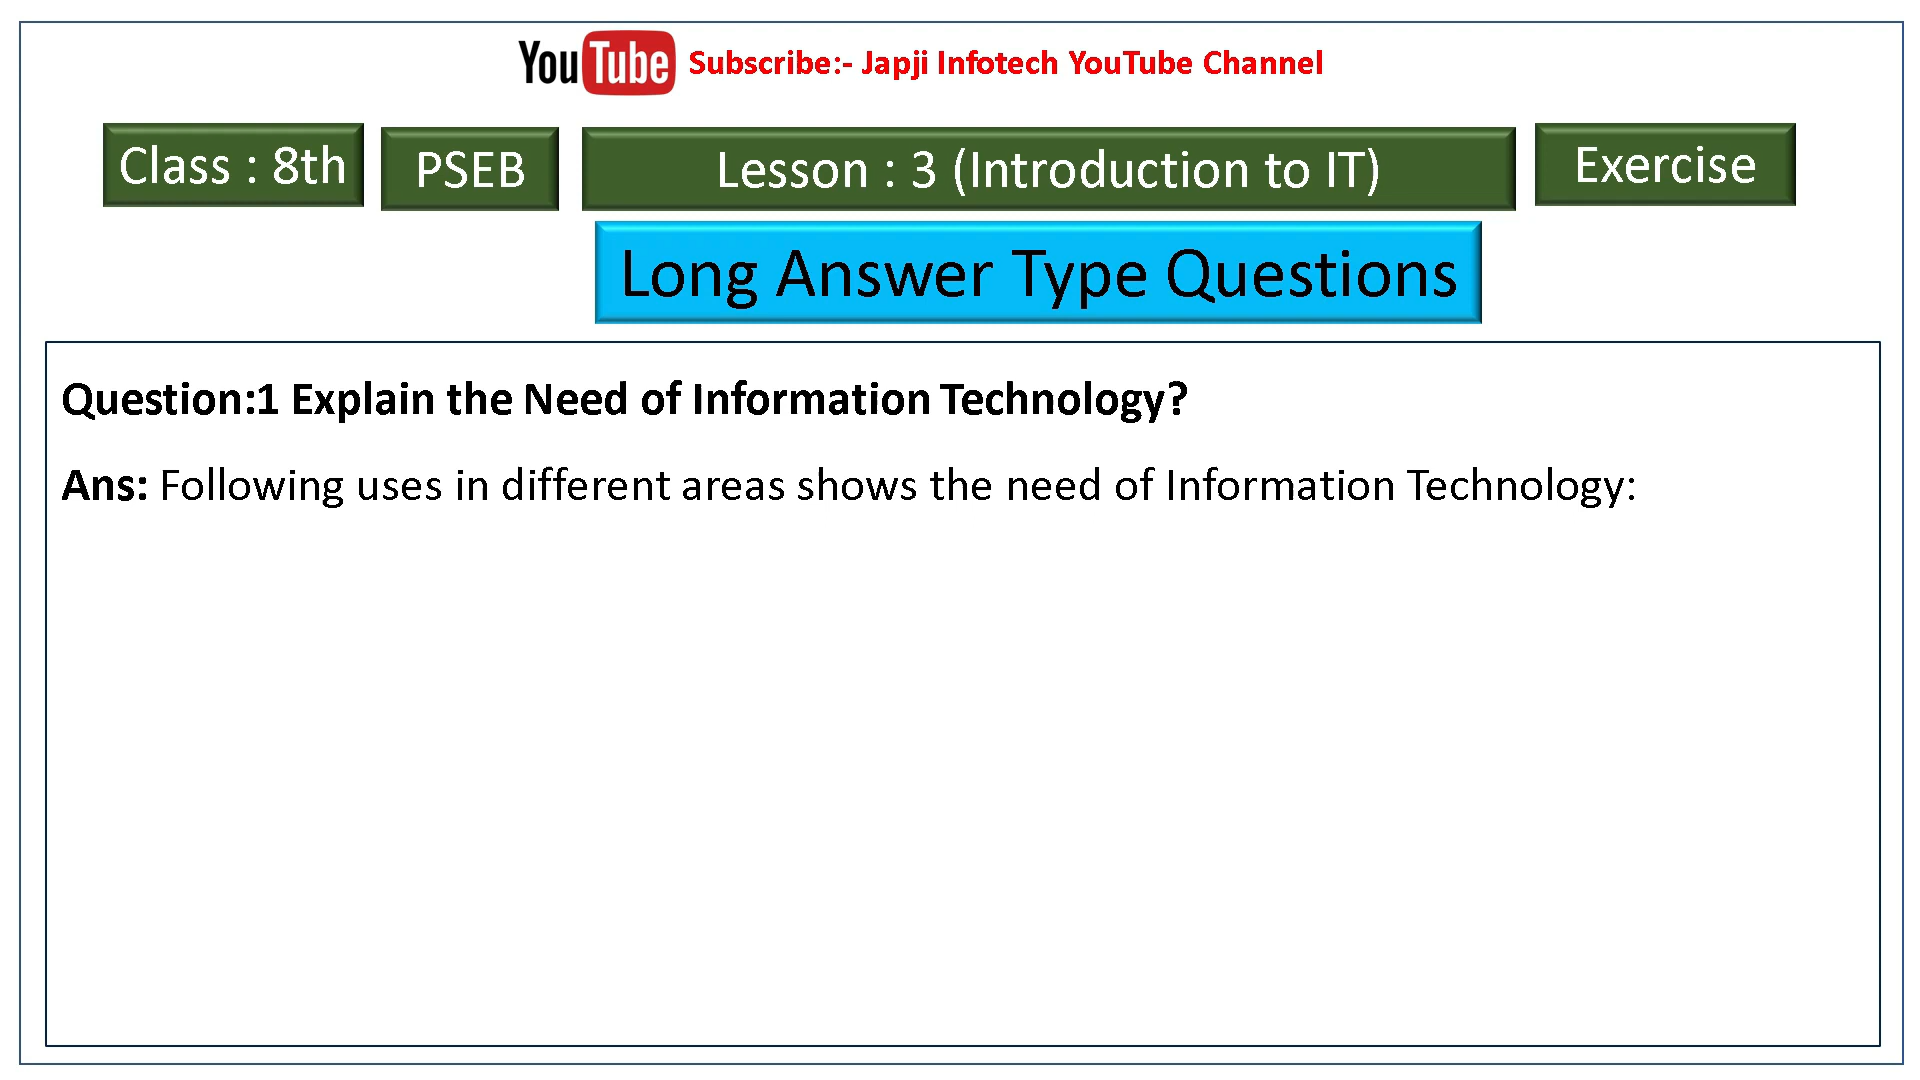 YouTube Subscribe:- Japji Infotech YouTube Channel
Class : 8th PSEB Lesson : 3 (Introduction to IT) Exercise
Long Answer Type Questions
Question:1 Explain the Need of Information Technology?
Ans: Following uses in different areas shows the need of Information Technology: